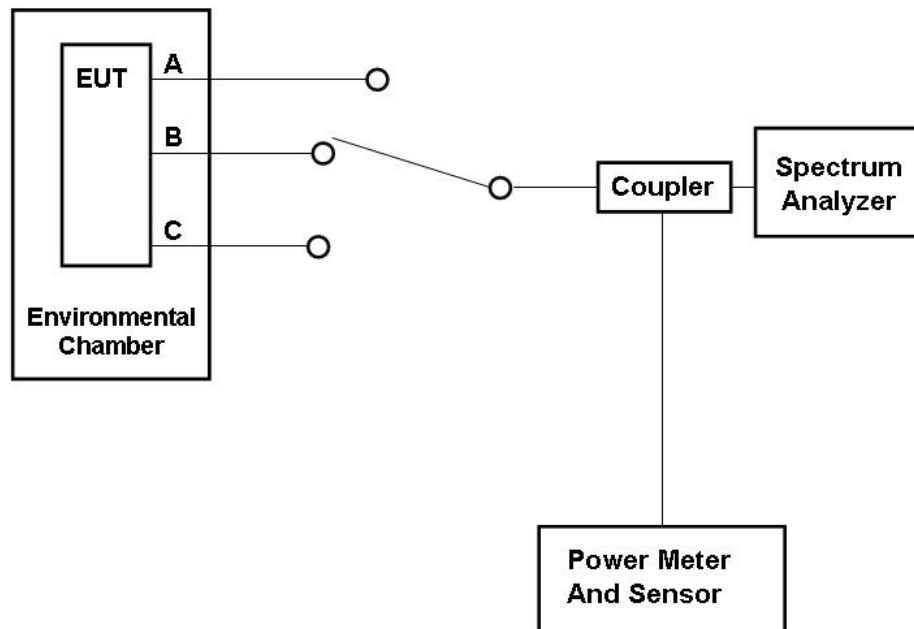 EUT
A
B
C
Environmental
Chamber
Coupler
Spectrum
Analyzer
Power Meter
And Sensor